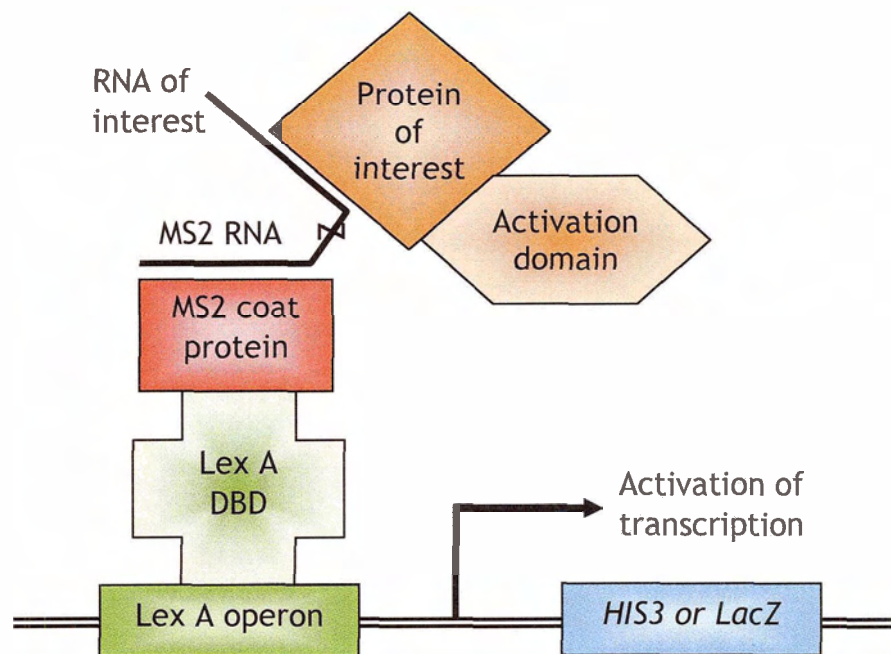 RNA of
interest
Protein
of
interest
MS2 RNA
Activation
domain
MS2 coat
protein
Lex A
DBD
Activation of
transcription
Lex A operon
HIS3 or LacZ